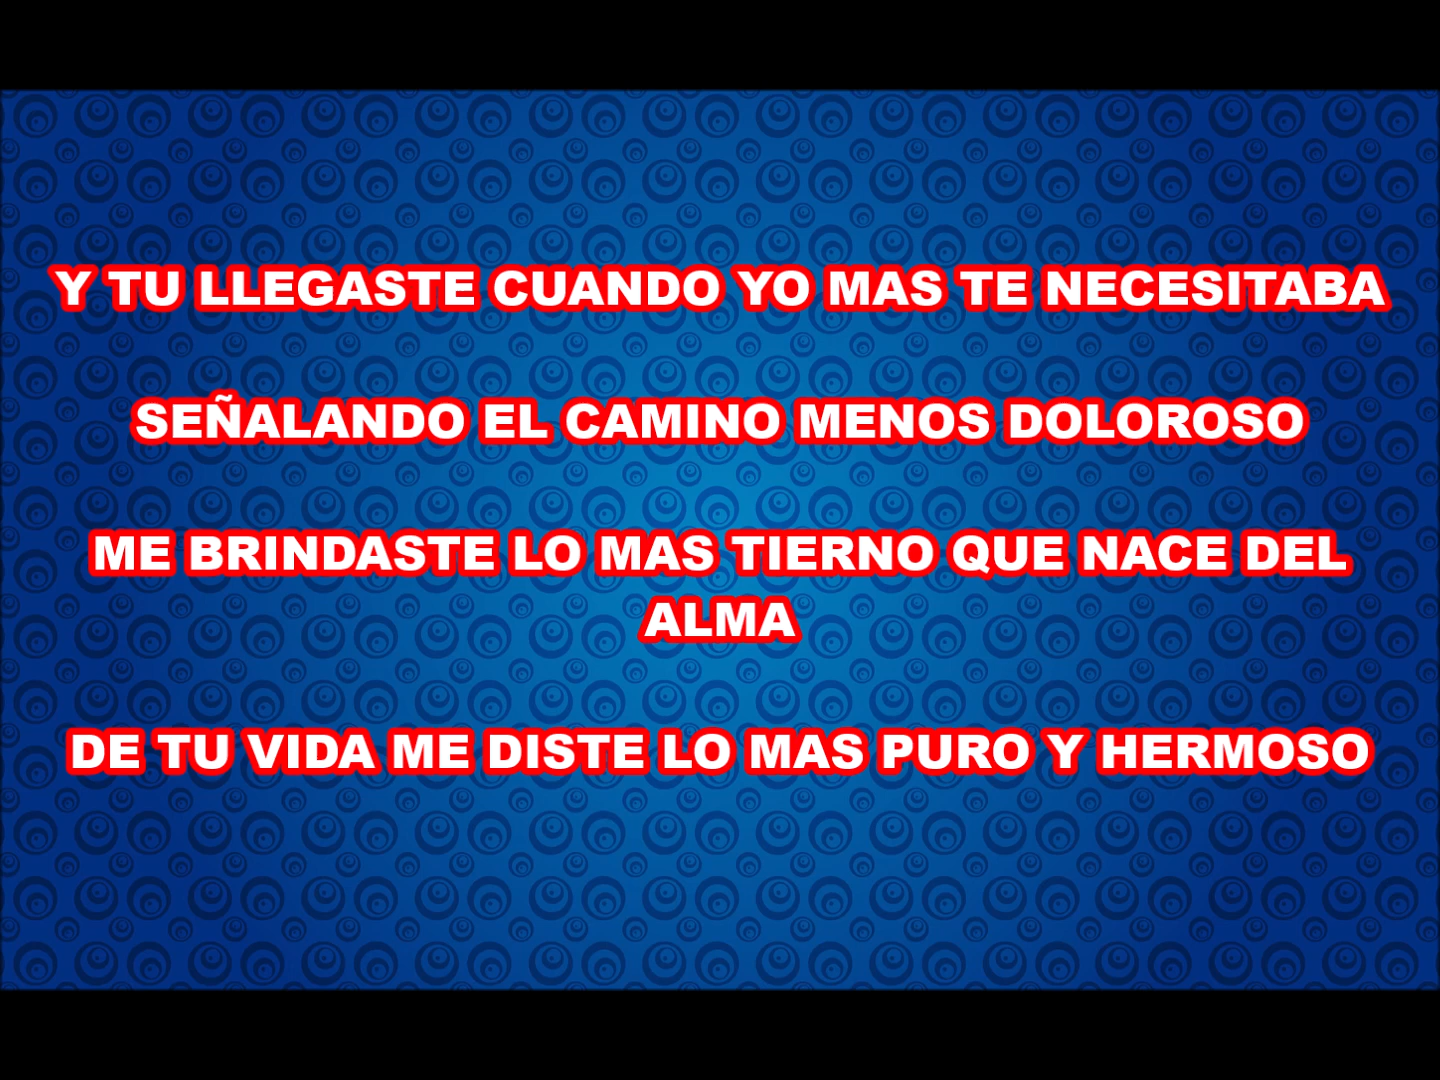 Y TU LLEGASTE CUANDO YO MAS TE NECESITABA
SEÑALANDO EL CAMINO MENOS DOLOROSO
ME BRINDASTE LO MAS TIERNO QUE NACE DEL
ALMA
DE TU VIDA ME DISTE LO MAS PURO Y HERMOSO